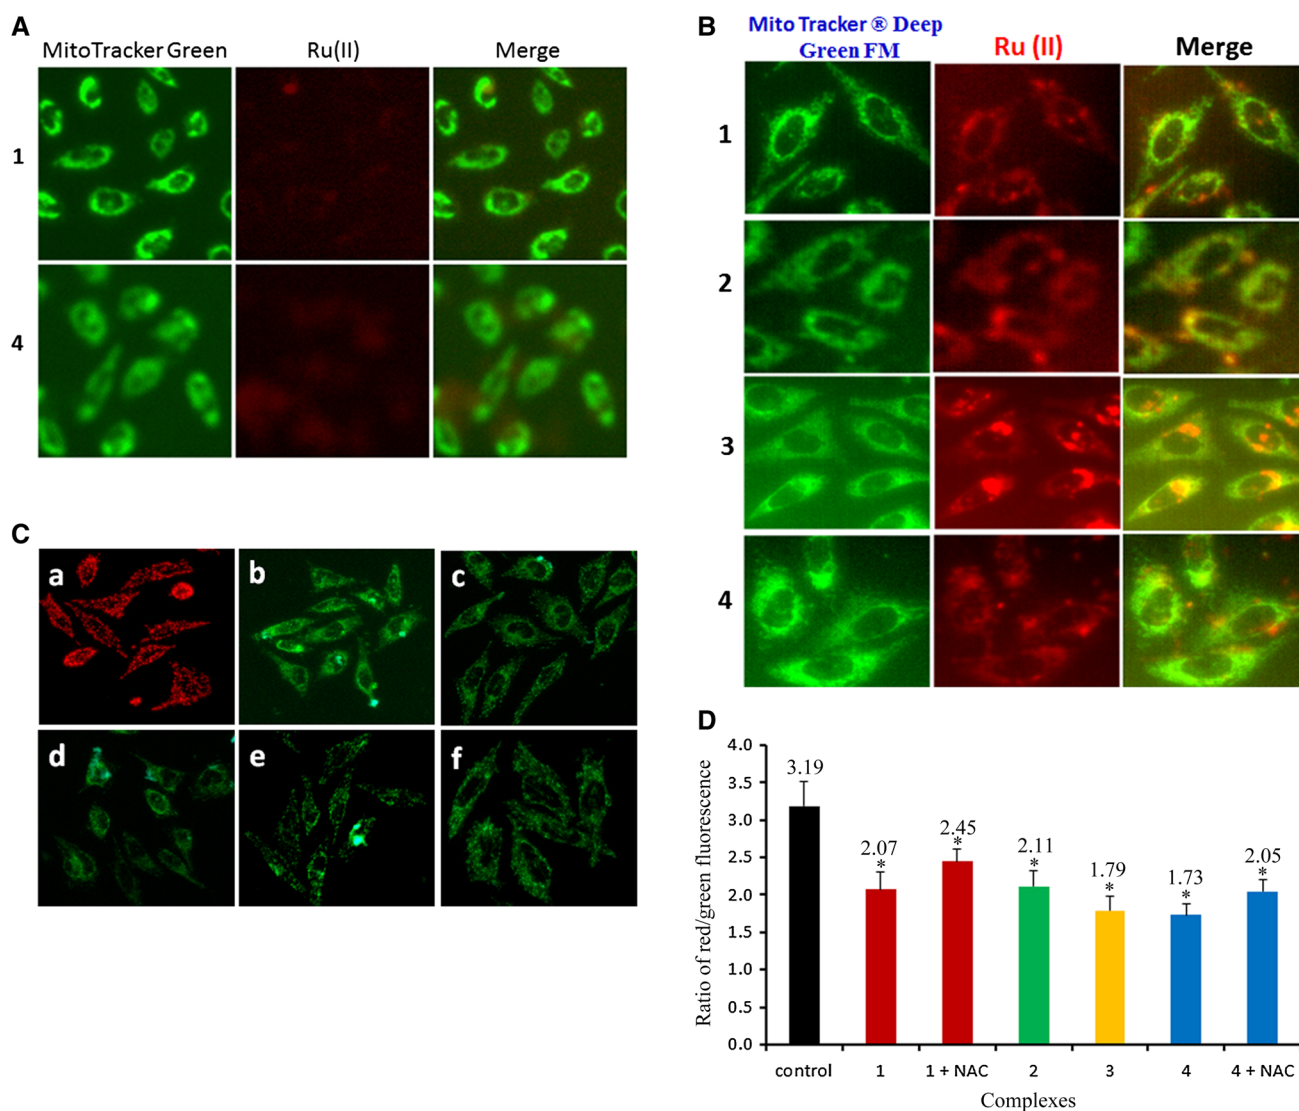 A
MitoTracker Green Ru(II) Merge
1
4
B
Mito Tracker ® Deep
Green FM Ru (II) Merge
1
2
3
4
C
a b c
d e f
D
Ratio of red/green fluorescence
4.0
3.5
3.0
2.5
2.0
1.5
1.0
0.5
0.0
3.19
2.07
*
2.45
*
2.11
*
1.79
*
1.73
*
2.05
*
control 1 1 + NAC 2 3 4 4 + NAC
Complexes